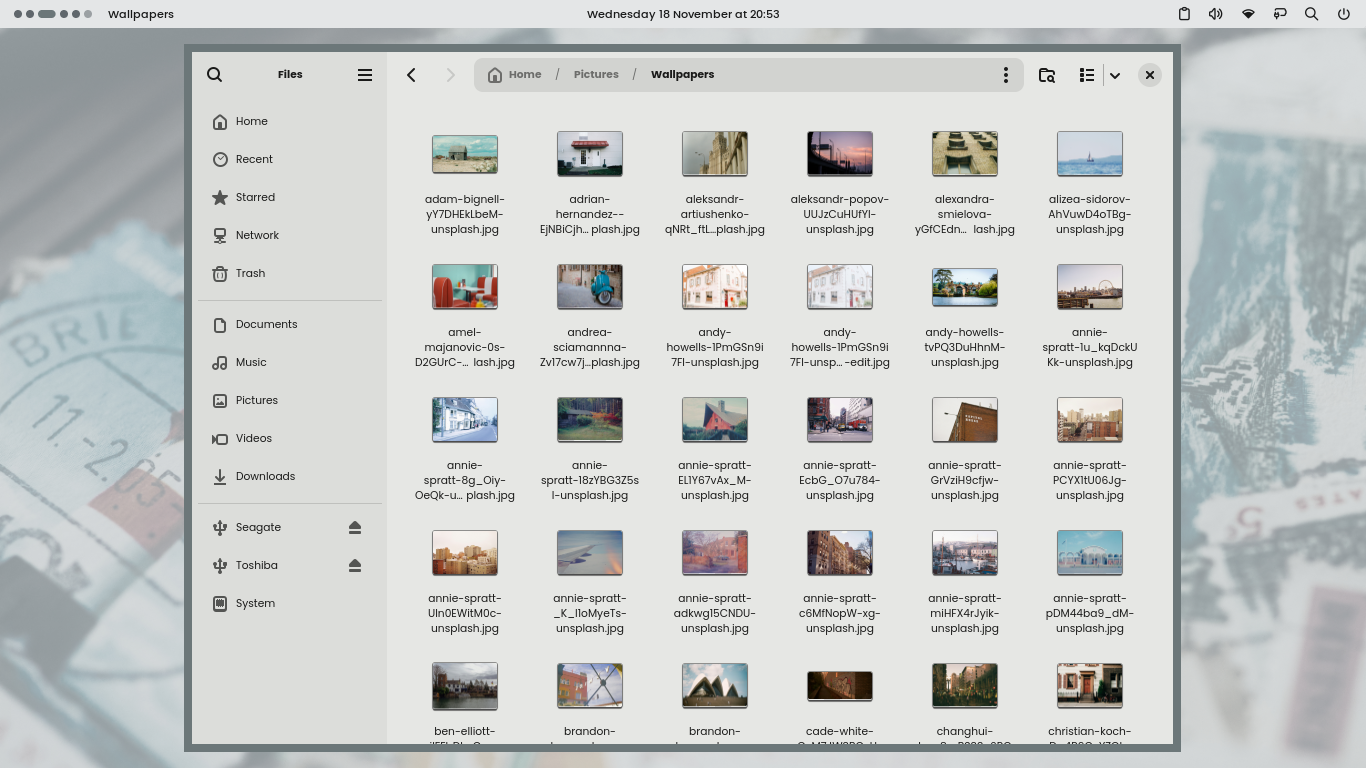 Wallpapers
Wednesday 18 November at 20:53
Files
Home / Pictures / Wallpapers
Home
Recent
Starred
Network
Trash
Documents
Music
Pictures
Videos
Downloads
Seagate
Toshiba
System
adam-bignell-
yY7DHEkLbeM-
unsplash.jpg
adrian-
hernandez--
EjNBiCjh... plash.jpg
aleksandr-
artiushenko-
qNRt_ftL...plash.jpg
aleksandr-popov-
UUJzCuHUfYI-
unsplash.jpg
alexandra-
smielova-
yGfCEdn... lash.jpg
alizea-sidorov-
AhVuwD4oTBg-
unsplash.jpg
amel-
majanovic-0s-
D2GUrC-... lash.jpg
andrea-
sciamannna-
Zv17cw7j...plash.jpg
andy-
howells-1PmGSn9i
7FI-unsplash.jpg
andy-
howells-1PmGSn9i
7FI-unsp... -edit.jpg
andy-howells-
tvPQ3DuHhnM-
unsplash.jpg
annie-
spratt-1u_kqDckU
Kk-unsplash.jpg
annie-
spratt-8g_Oiy-
OeQk-u... plash.jpg
annie-
spratt-18zYBG3Z5s
I-unsplash.jpg
annie-spratt-
EL1Y67vAx_M-
unsplash.jpg
annie-spratt-
EcbG_O7u784-
unsplash.jpg
annie-spratt-
GrVziH9cfjw-
unsplash.jpg
annie-spratt-
PCYX1tU06Jg-
unsplash.jpg
annie-spratt-
UIn0EWitM0c-
unsplash.jpg
annie-spratt-
_K_I1oMyeTs-
unsplash.jpg
annie-spratt-
adkwg15CNDU-
unsplash.jpg
annie-spratt-
c6MfNopW-xg-
unsplash.jpg
annie-spratt-
miHFX4rJyik-
unsplash.jpg
annie-spratt-
pDM44ba9_dM-
unsplash.jpg
ben-elliott-
brandon-
brandon-
cade-white-
changhui-
christian-koch-
BRIE
11.-2.